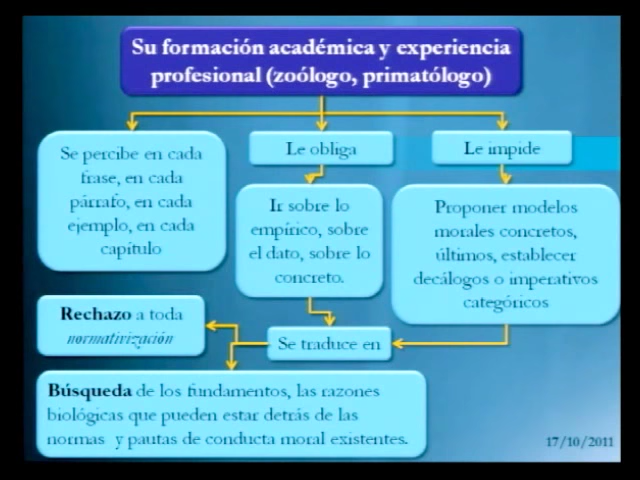 Su formación académica y experiencia
profesional (zoólogo, primatólogo)
Se percibe en cada
frase, en cada
párrafo, en cada
ejemplo, en cada
capítulo
Le obliga
Ir sobre lo
empírico, sobre
el dato, sobre lo
concreto.
Le impide
Proponer modelos
morales concretos,
últimos, establecer
decálogos o imperativos
categóricos
Se traduce en
Rechazo a toda
normativización
Búsqueda de los fundamentos, las razones
biológicas que pueden estar detrás de las
normas y pautas de conducta moral existentes.
17/10/2011